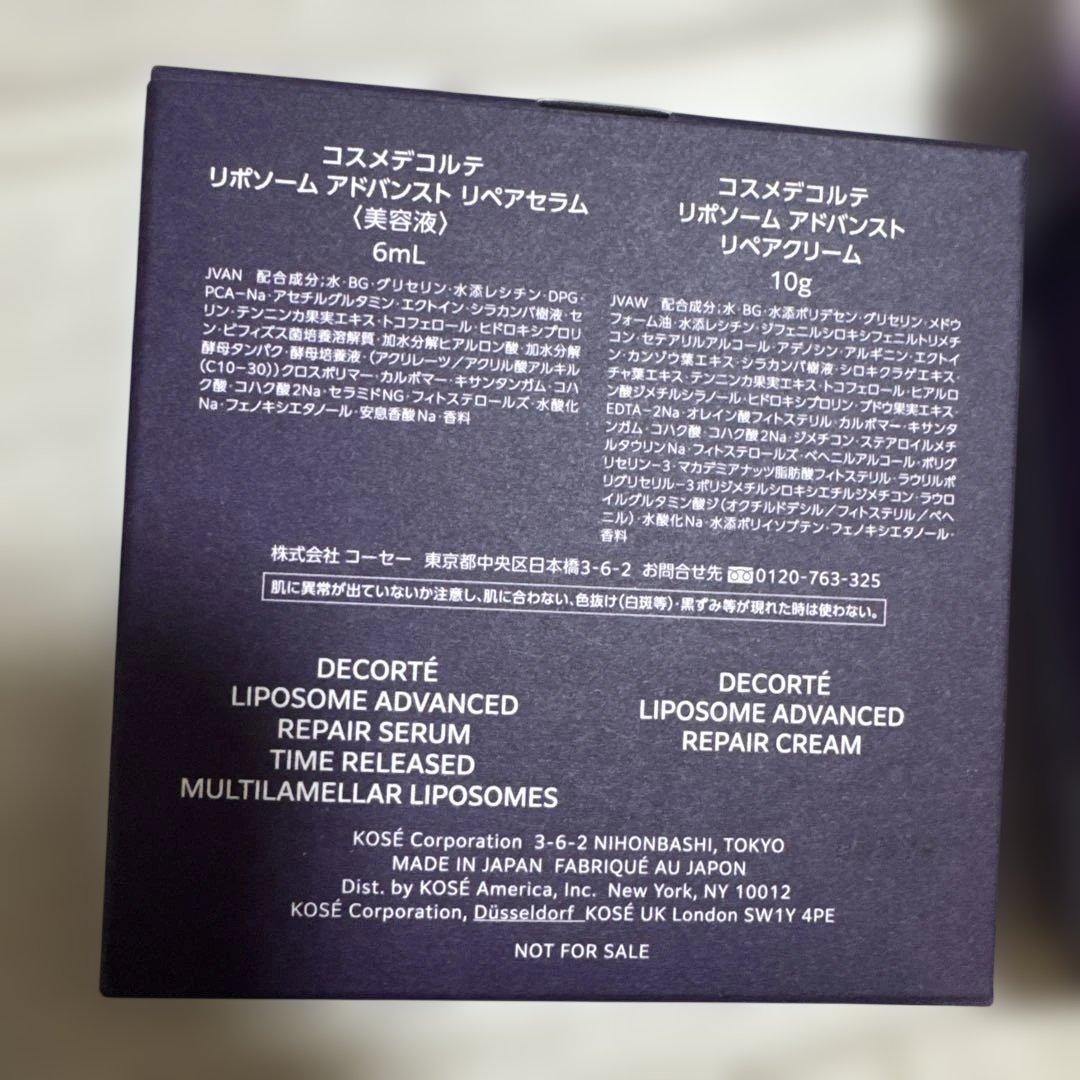 コスメデコルテ
リポソーム アドバンスト リペアセラム
〈美容液〉
6mL
JVAN 配合成分;水・BG・グリセリン・水添レシチン・DPG・
PCA-Na・アセチルグルタミン・エクトイン・シラカンバ樹液・セ
リン・テンニンカ果実エキス・トコフェロール・ヒドロキシプロリ
ン・ビフィズス菌培養溶解質・加水分解ヒアルロン酸・加水分解
酵母タンパク・酵母培養液・(アクリレーツ/アクリル酸アルキル
(C10-30))クロスポリマー・カルボマー・キサンタンガム・コハ
ク酸・コハク酸2Na・セラミドNG・フィトステロールズ・水酸化
Na・フェノキシエタノール・安息香酸Na・香料
コスメデコルテ
リポソーム アドバンスト
リペアクリーム
10g
JVAW 配合成分;水・BG・水添ポリデセン・グリセリン・メドウ
フォーム油・水添レシチン・ジフェニルシロキシフェニルトリメチ
コン・セテアリルアルコール・アデノシン・アルギニン・エクトイ
ン・カンゾウ葉エキス・シラカンバ樹液・シロキクラゲエキス・
チャ葉エキス・テンニンカ果実エキス・トコフェロール・ヒアルロ
ン酸ジメチルシラノール・ヒドロキシプロリン・ブドウ果実エキス・
EDTA-2Na・オレイン酸フィトステリル・カルボマー・キサンタ
ンガム・コハク酸・コハク酸2Na・ジメチコン・ステアロイルメチ
ルタウリンNa・フィトステロールズ・ベヘニルアルコール・ポリグ
リセリン-3・マカデミアナッツ脂肪酸フィトステリル・ラウリルポ
リグリセリル-3ポリジメチルシロキシエチルジメチコン・ラウロ
イルグルタミン酸ジ(オクチルドデシル/フィトステリル/ベヘ
ニル)・水酸化Na・水添ポリイソブテン・フェノキシエタノール・
香料
株式会社 コーセー 東京都中央区日本橋3-6-2 お問合せ先 0120-763-325
肌に異常が出ていないか注意し、肌に合わない、色抜け(白斑等)・黒ずみ等が現れた時は使わない。
DECORTÉ
LIPOSOME ADVANCED
REPAIR SERUM
TIME RELEASED
MULTILAMELLAR LIPOSOMES
DECORTÉ
LIPOSOME ADVANCED
REPAIR CREAM
KOSÉ Corporation 3-6-2 NIHONBASHI, TOKYO
MADE IN JAPAN FABRIQUÉ AU JAPON
Dist. by KOSÉ America, Inc. New York, NY 10012
KOSÉ Corporation, Düsseldorf KOSÉ UK London SW1Y 4PE
NOT FOR SALE